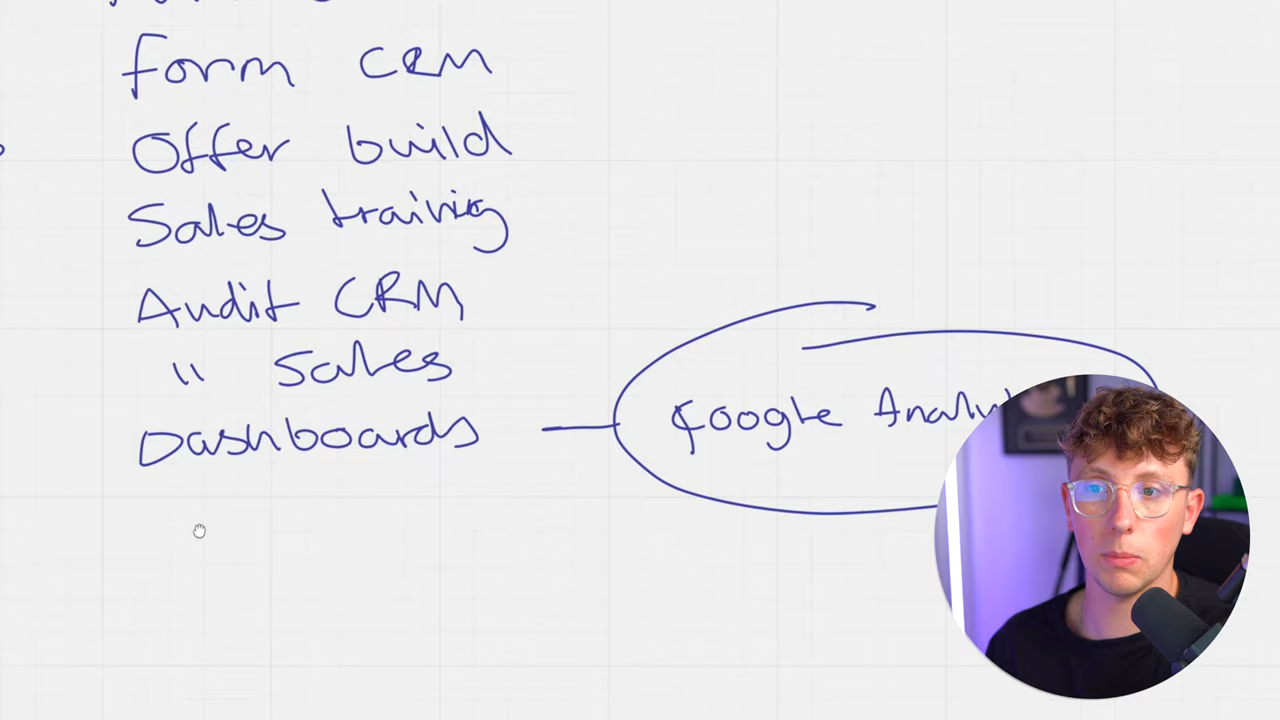 Form CRM
Offer build
Sales training
Audit CRM
" Sales
Dashboards — Google